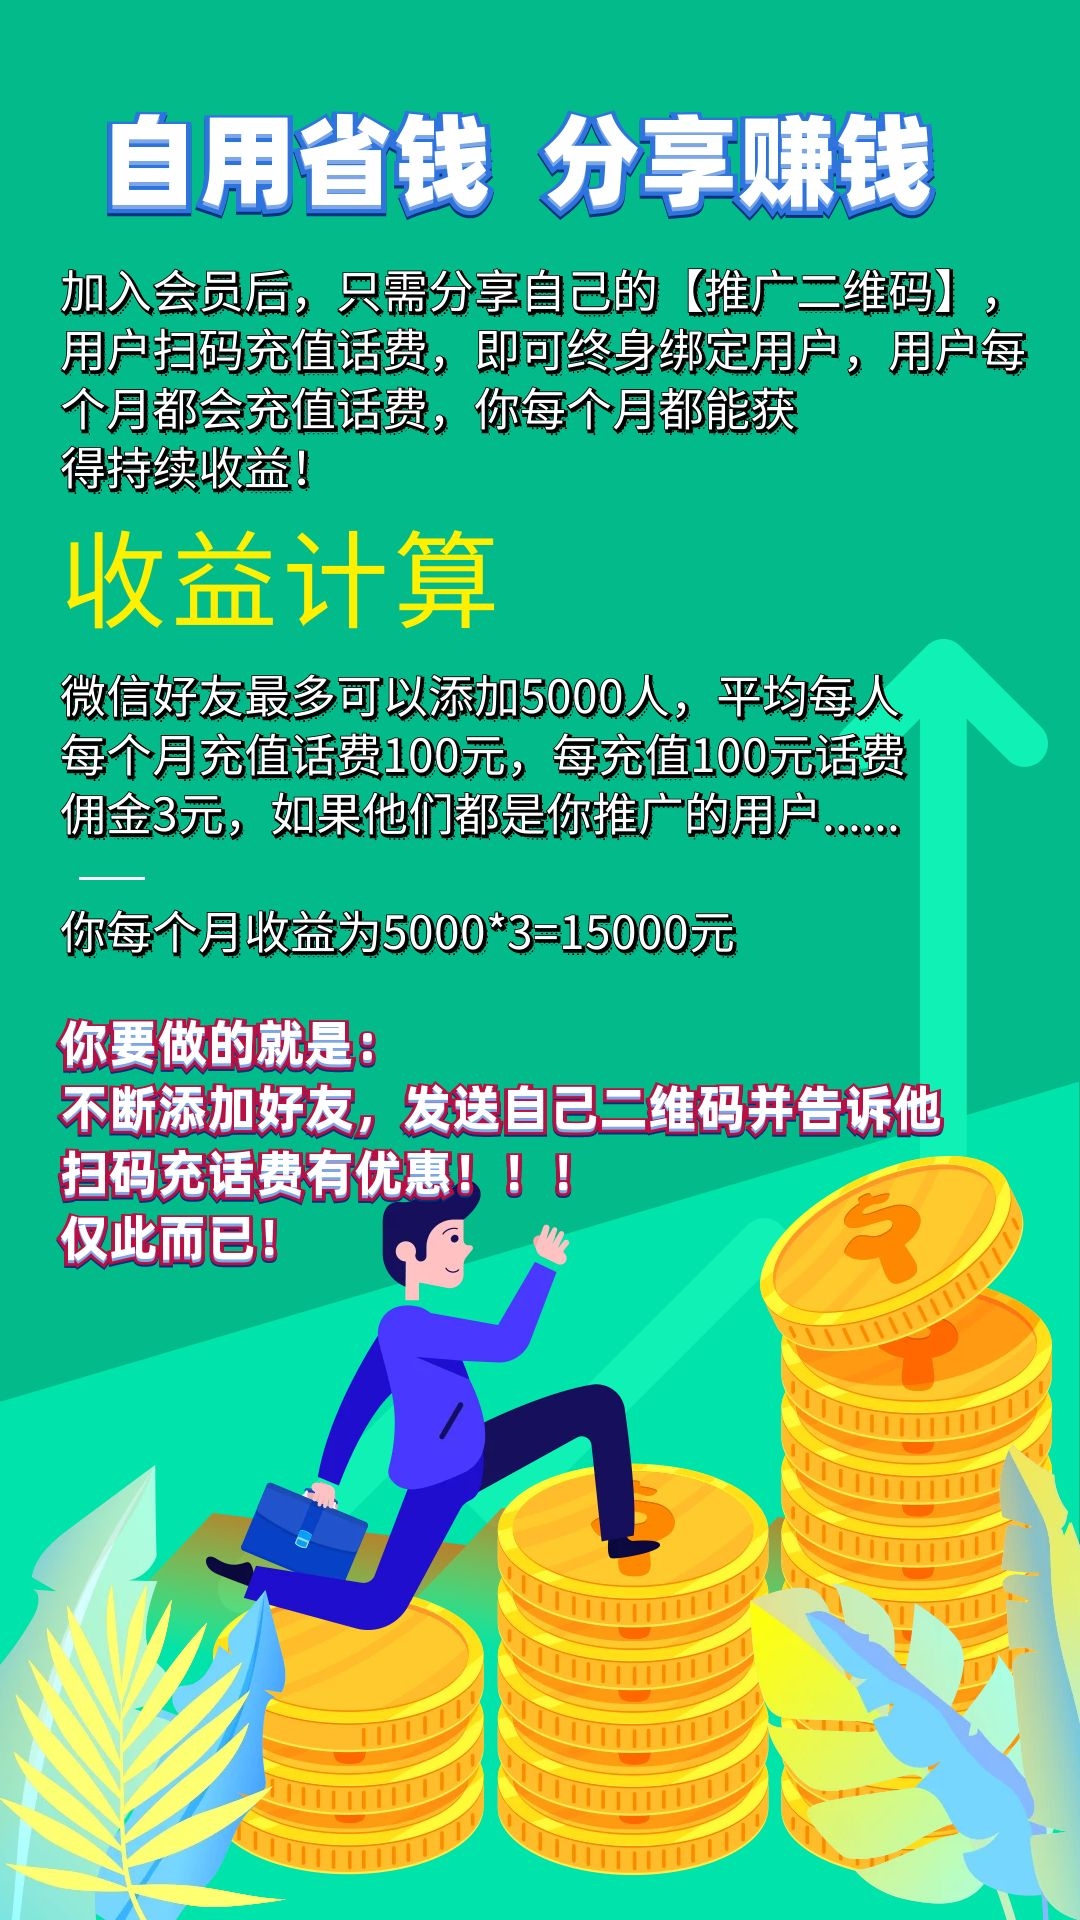 自用省钱 分享赚钱
加入会员后，只需分享自己的【推广二维码】，
用户扫码充值话费，即可终身绑定用户，用户每
个月都会充值话费，你每个月都能获
得持续收益！
收益计算
微信好友最多可以添加5000人，平均每人
每个月充值话费100元，每充值100元话费
佣金3元，如果他们都是你推广的用户......
你每个月收益为5000*3=15000元
你要做的就是：
不断添加好友，发送自己二维码并告诉他
扫码充话费有优惠！！！
仅此而已！